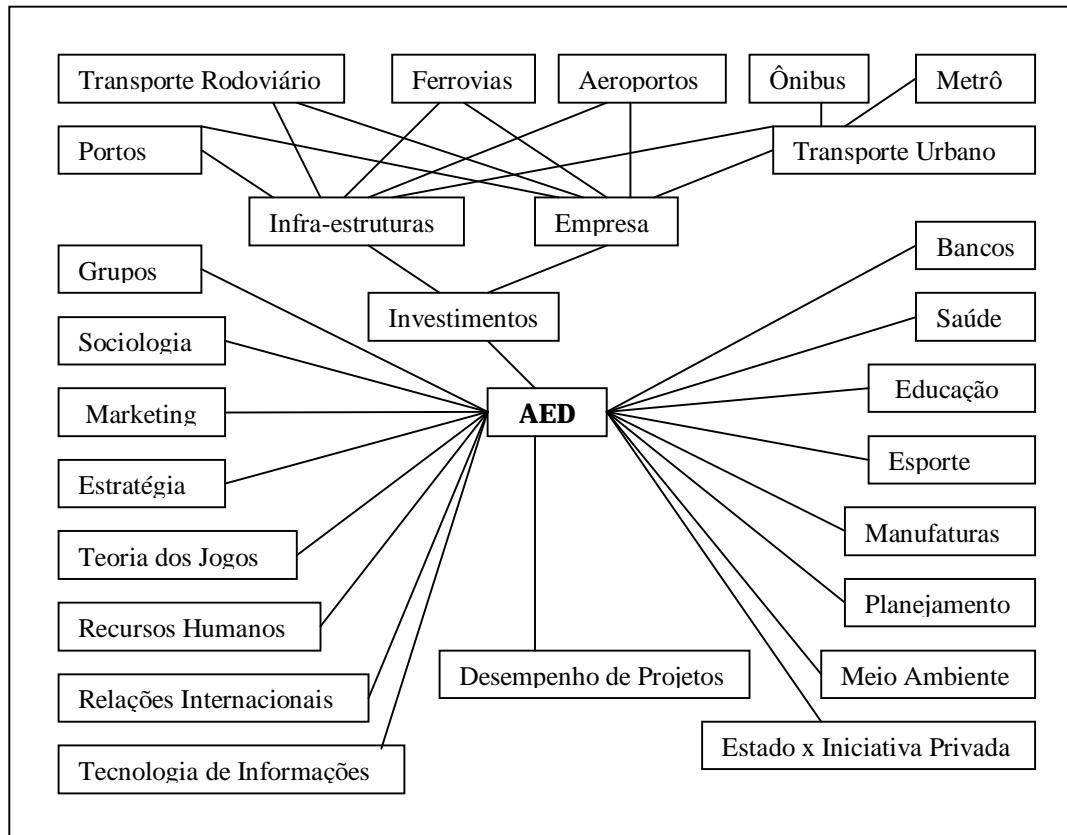 Transporte Rodoviário
Ferrovias
Aeroportos
Ônibus
Metrô
Portos
Transporte Urbano
Infra-estruturas
Empresa
Grupos
Bancos
Investimentos
Sociologia
Saúde
Marketing
AED
Educação
Estratégia
Esporte
Teoria dos Jogos
Manufaturas
Recursos Humanos
Planejamento
Relações Internacionais
Desempenho de Projetos
Meio Ambiente
Tecnologia de Informações
Estado x Iniciativa Privada